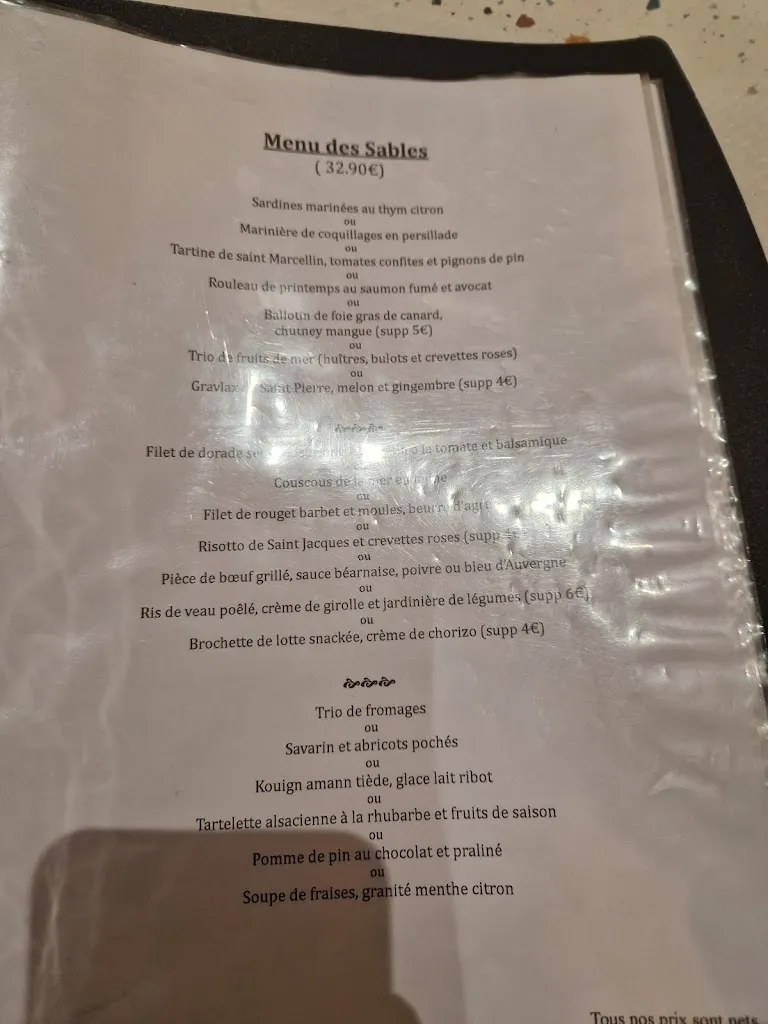 Menu des Sables
( 32.90€)
Sardines marinées au thym citron
ou
Marinière de coquillages en persillade
ou
Tartine de saint Marcellin, tomates confites et pignons de pin
ou
Rouleau de printemps au saumon fumé et avocat
ou
Ballotin de foie gras de canard,
chutney mangue (supp 5€)
ou
Trio de fruits de mer (huîtres, bulots et crevettes roses)
ou
Gravlax Saint Pierre, melon et gingembre (supp 4€)
Filet de dorade la tomate et balsamique
Couscous de la mer
ou
Filet de rouget barbet et moules, beurre
ou
Risotto de Saint Jacques et crevettes roses (supp
ou
Pièce de bœuf grillé, sauce béarnaise, poivre ou bleu d'Auvergne
ou
Ris de veau poêlé, crème de girolle et jardinière de légumes (supp 6€)
ou
Brochette de lotte snackée, crème de chorizo (supp 4€)
Trio de fromages
ou
Savarin et abricots pochés
ou
Kouign amann tiède, glace lait ribot
ou
Tartelette alsacienne à la rhubarbe et fruits de saison
ou
Pomme de pin au chocolat et praliné
ou
Soupe de fraises, granité menthe citron
Tous nos prix sont nets